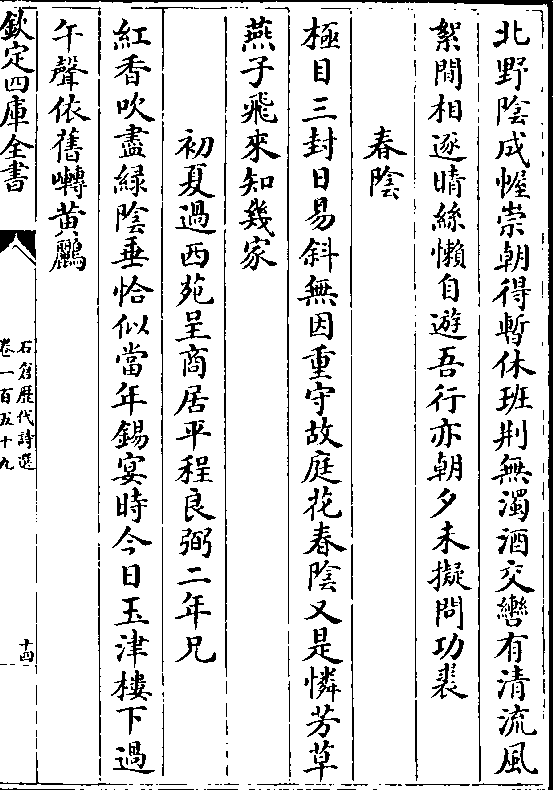 北野陰成幄崇朝得暫休班荆無濁酒交轡有清流風
絮間相逐晴絲懶自遊吾行亦朝夕未擬問功裘
春陰
極目三封日易斜無因重守故庭花春陰又是憐芳草
燕子飛來知幾家
初夏過西苑呈商居平程良弼二年兄
紅香吹盡緑陰垂恰似當年錫宴時今日玉津樓下過
午聲依舊囀黄鸝
欽定四庫全書
石倉歷代詩選
卷一百五十九
十四